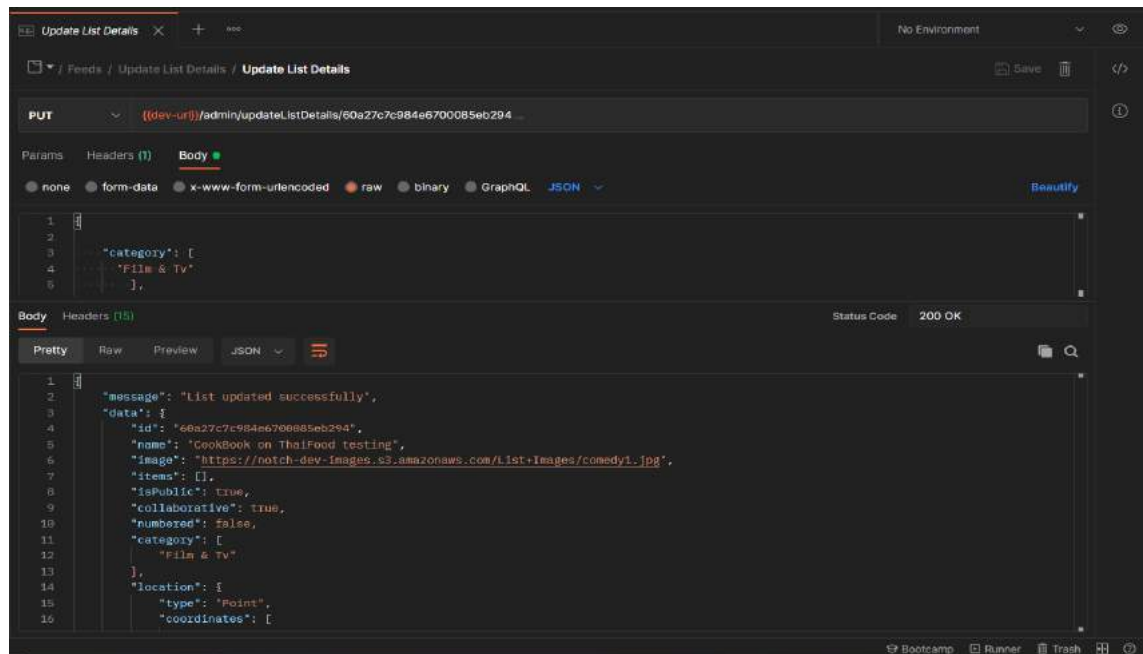 Update List Details
No Environment
/ Feeds / Update List Details / Update List Details
Save
PUT
{{dev-url}}/admin/updateListDetails/60a27c7c984e6700085eb294 ...
Params Headers (1) Body
none form-data x-www-form-urlencoded raw binary GraphQL JSON Beautify
1 {
2
3 "category": [
4 "Film & Tv"
5 ],
Body Headers (15) Status Code 200 OK
Pretty Raw Preview JSON
1 {
2 "message": "List updated successfully",
3 "data": {
4 "id": "60a27c7c984e6700085eb294",
5 "name": "CookBook on ThaiFood testing",
6 "image": "https://notch-dev-images.s3.amazonaws.com/List+Images/comedy1.jpg",
7 "items": [],
8 "isPublic": true,
9 "collaborative": true,
10 "numbered": false,
11 "category": [
12 "Film & Tv"
13 ],
14 "location": {
15 "type": "Point",
16 "coordinates": [
Bootcamp Runner Trash